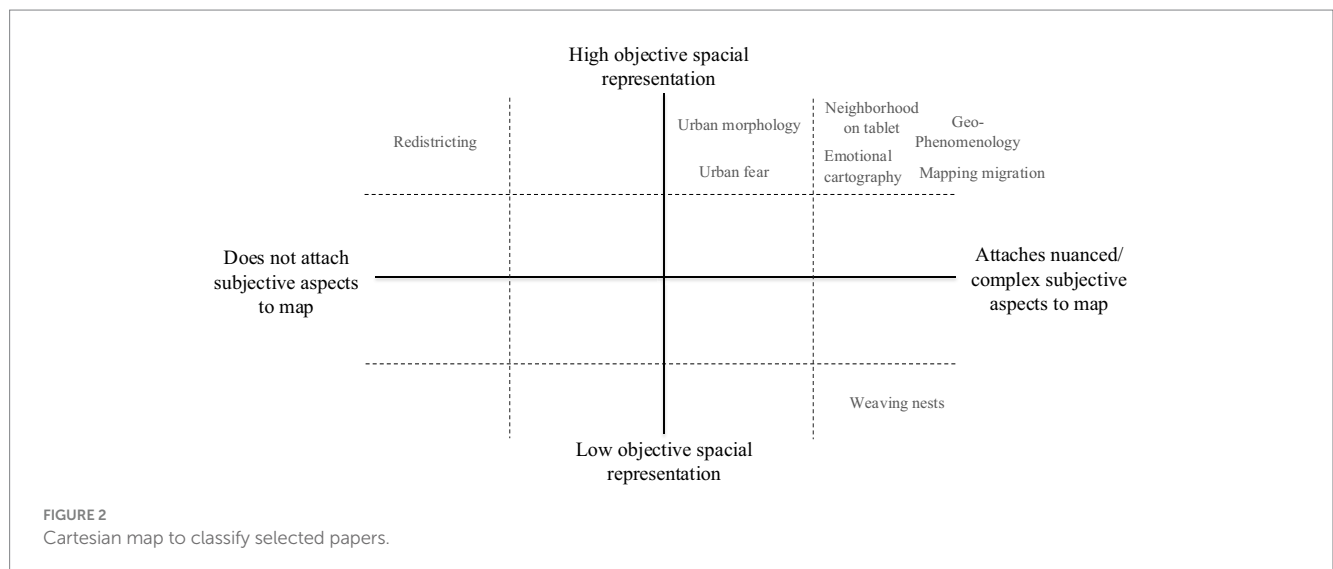 High objective spacial
representation
Redistricting
Urban morphology
Urban fear
Neighborhood
on tablet
Geo-
Phenomenology
Emotional
cartography
Mapping migration
Does not attach
subjective aspects
to map
Attaches nuanced/
complex subjective
aspects to map
Weaving nests
Low objective spacial
representation
FIGURE 2
Cartesian map to classify selected papers.